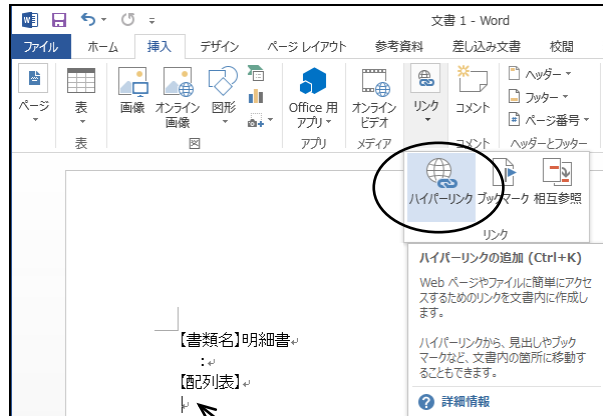 文書 1 - Word
ファイル ホーム 挿入 デザイン ページ レイアウト 参考資料 差し込み文書 校閲
ページ
表
画像
オンライン
画像
図形
Office 用
アプリ
オンライン
ビデオ
リンク
コメント
ヘッダー
フッター
ページ番号
表 図 アプリ メディア コメント ヘッダーとフッター
ハイパーリンク ブックマーク 相互参照
リンク
ハイパーリンクの追加 (Ctrl+K)
Web ページやファイルに簡単にアクセ
スするためのリンクを文書内に作成し
ます。
ハイパーリンクから、見出しやブック
マークなど、文書内の箇所に移動す
ることもできます。
詳細情報
【書類名】明細書
:
【配列表】